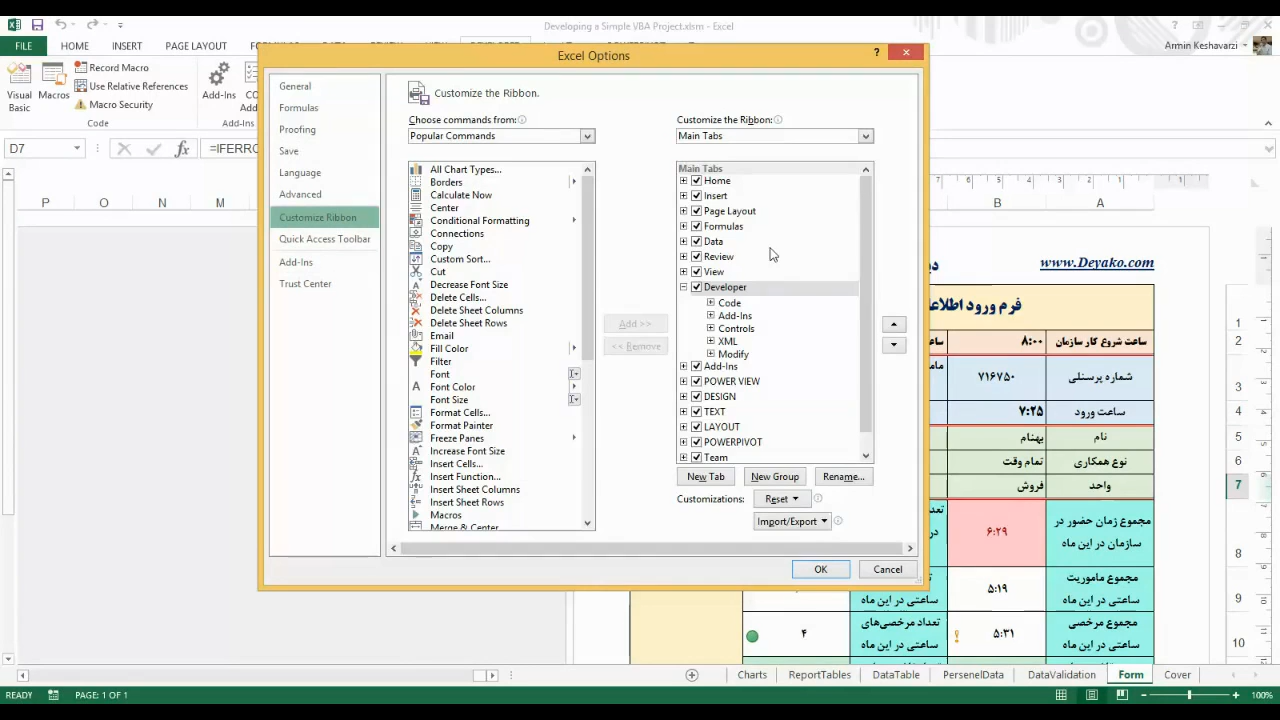 Developing a Simple VBA Project.xlsm - Excel
FILE
HOME
INSERT
PAGE LAYOUT
Armin Keshavarzi
Visual Basic
Macros
Record Macro
Use Relative References
Macro Security
Code
Add-Ins
Add-Ins
D7
=IFERRO
P
O
N
M
Excel Options
General
Formulas
Proofing
Save
Language
Advanced
Customize Ribbon
Quick Access Toolbar
Add-Ins
Trust Center
Customize the Ribbon.
Choose commands from:
Popular Commands
All Chart Types...
Borders
Calculate Now
Center
Conditional Formatting
Connections
Copy
Custom Sort...
Cut
Decrease Font Size
Delete Cells...
Delete Sheet Columns
Delete Sheet Rows
Email
Fill Color
Filter
Font
Font Color
Font Size
Format Cells...
Format Painter
Freeze Panes
Increase Font Size
Insert Cells...
Insert Function...
Insert Sheet Columns
Insert Sheet Rows
Macros
Merge & Center
Add >>
<< Remove
Customize the Ribbon:
Main Tabs
Main Tabs
Home
Insert
Page Layout
Formulas
Data
Review
View
Developer
Code
Add-Ins
Controls
XML
Modify
Add-Ins
POWER VIEW
DESIGN
TEXT
LAYOUT
POWERPIVOT
Team
New Tab
New Group
Rename...
Customizations:
Reset
Import/Export
OK
Cancel
B
A
www.Deyako.com
فرم ورود اطلاعا
1
ساعت شروع کار سازمان
۸:۰۰
2
شماره پرسنلی
۷۱۶۷۵۰
3
ساعت ورود
۷:۲۵
4
نام
بهنام
5
نوع همکاری
تمام وقت
6
واحد
فروش
7
مجموع زمان حضور در
سازمان در این ماه
۶:۲۹
8
مجموع ماموریت
ساعتی در این ماه
۵:۱۹
ساعتی در این ماه
9
مجموع مرخصی
ساعتی در این ماه
۵:۳۱
تعداد مرخصی‌های
ساعتی در این ماه
۴
10
Charts
ReportTables
DataTable
PersenelData
DataValidation
Form
Cover
READY
PAGE: 1 OF 1
100%